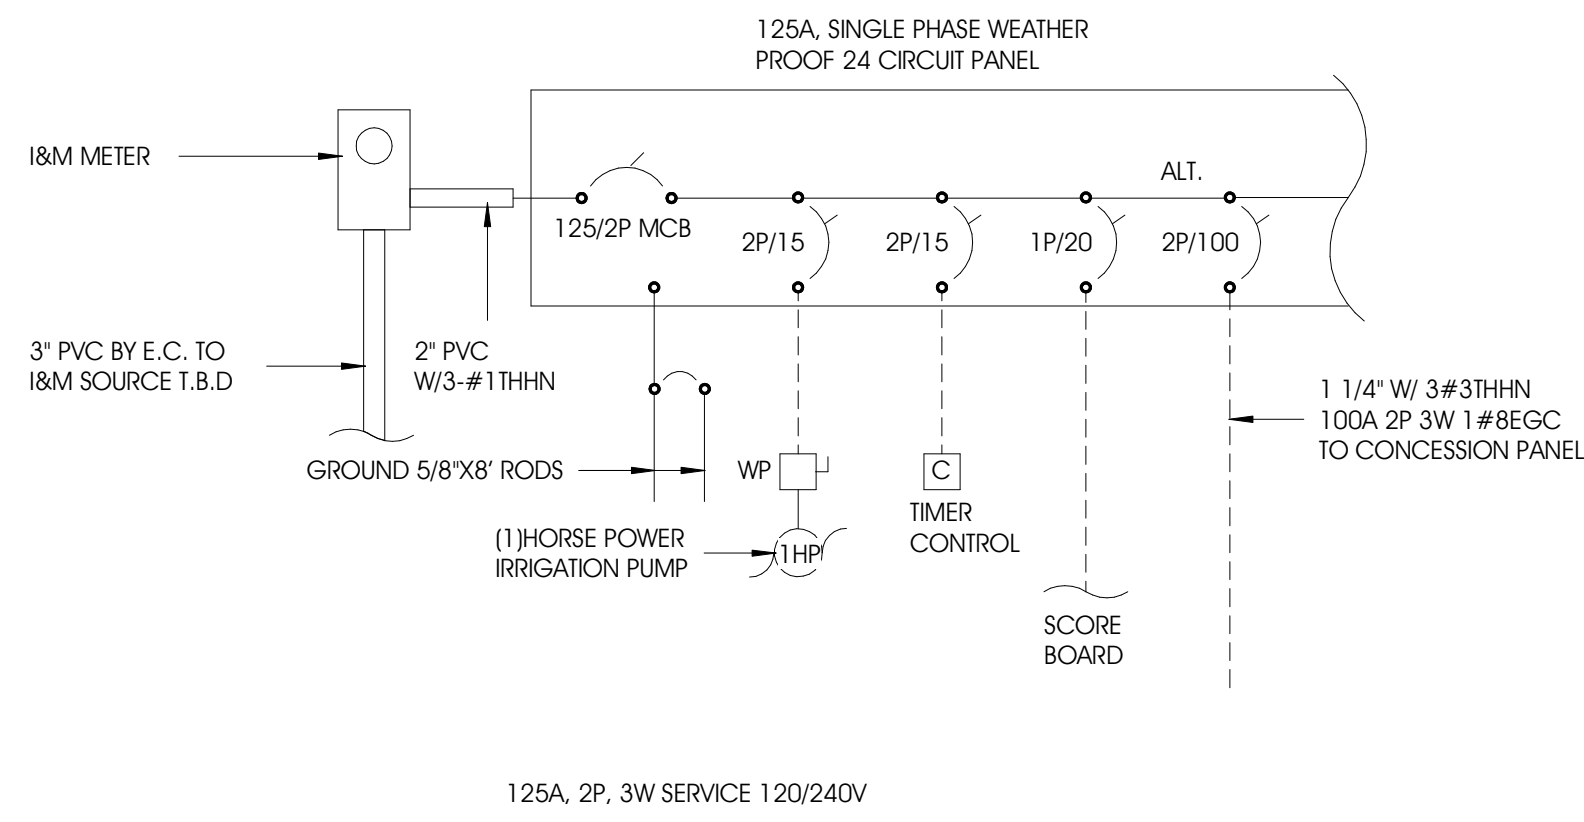 125A, SINGLE PHASE WEATHER
PROOF 24 CIRCUIT PANEL
I&M METER
ALT.
125/2P MCB
2P/15
2P/15
1P/20
2P/100
3" PVC BY E.C. TO
I&M SOURCE T.B.D
2" PVC
W/3-#1THHN
1 1/4" W/ 3#3THHN
100A 2P 3W 1#8EGC
TO CONCESSION PANEL
GROUND 5/8"X8' RODS
WP
C
TIMER
CONTROL
(1)HORSE POWER
IRRIGATION PUMP
1HP
SCORE
BOARD
125A, 2P, 3W SERVICE 120/240V